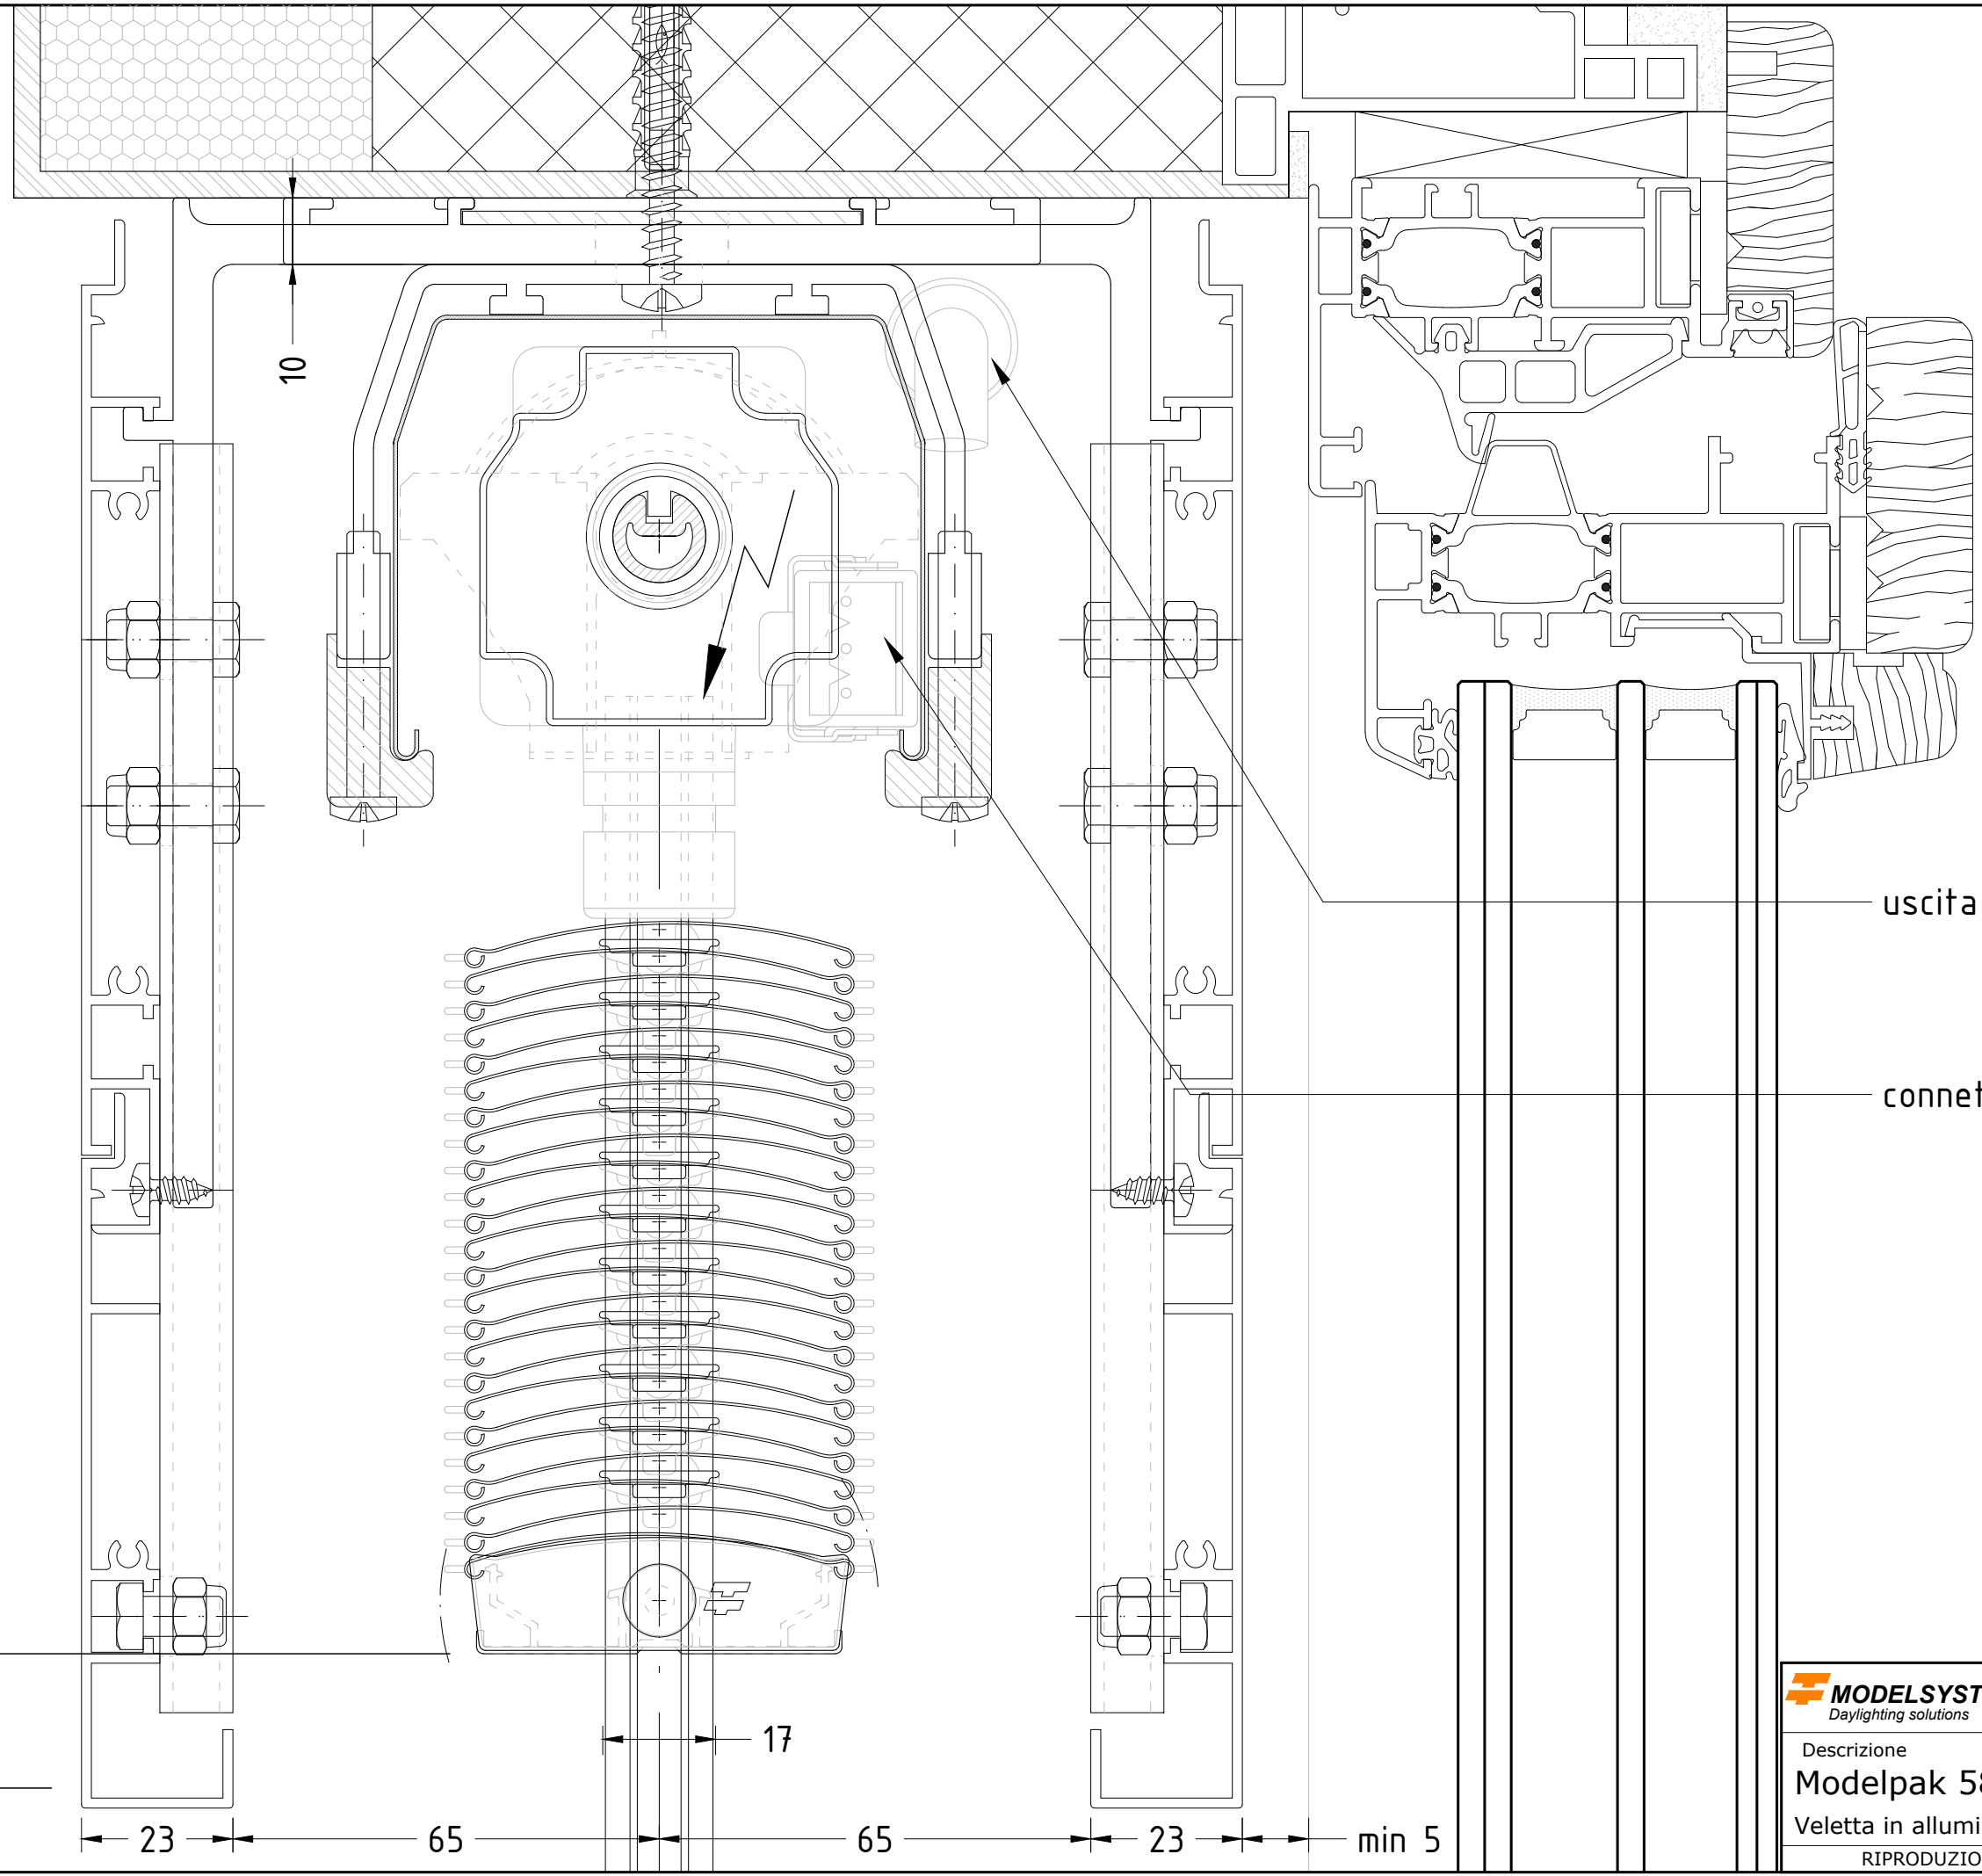 10
uscita
17
23
65
65
23
min 5
MODELSYST
Daylighting solutions
Descrizione
Modelpak 58
Veletta in allumi
RIPRODUZIO